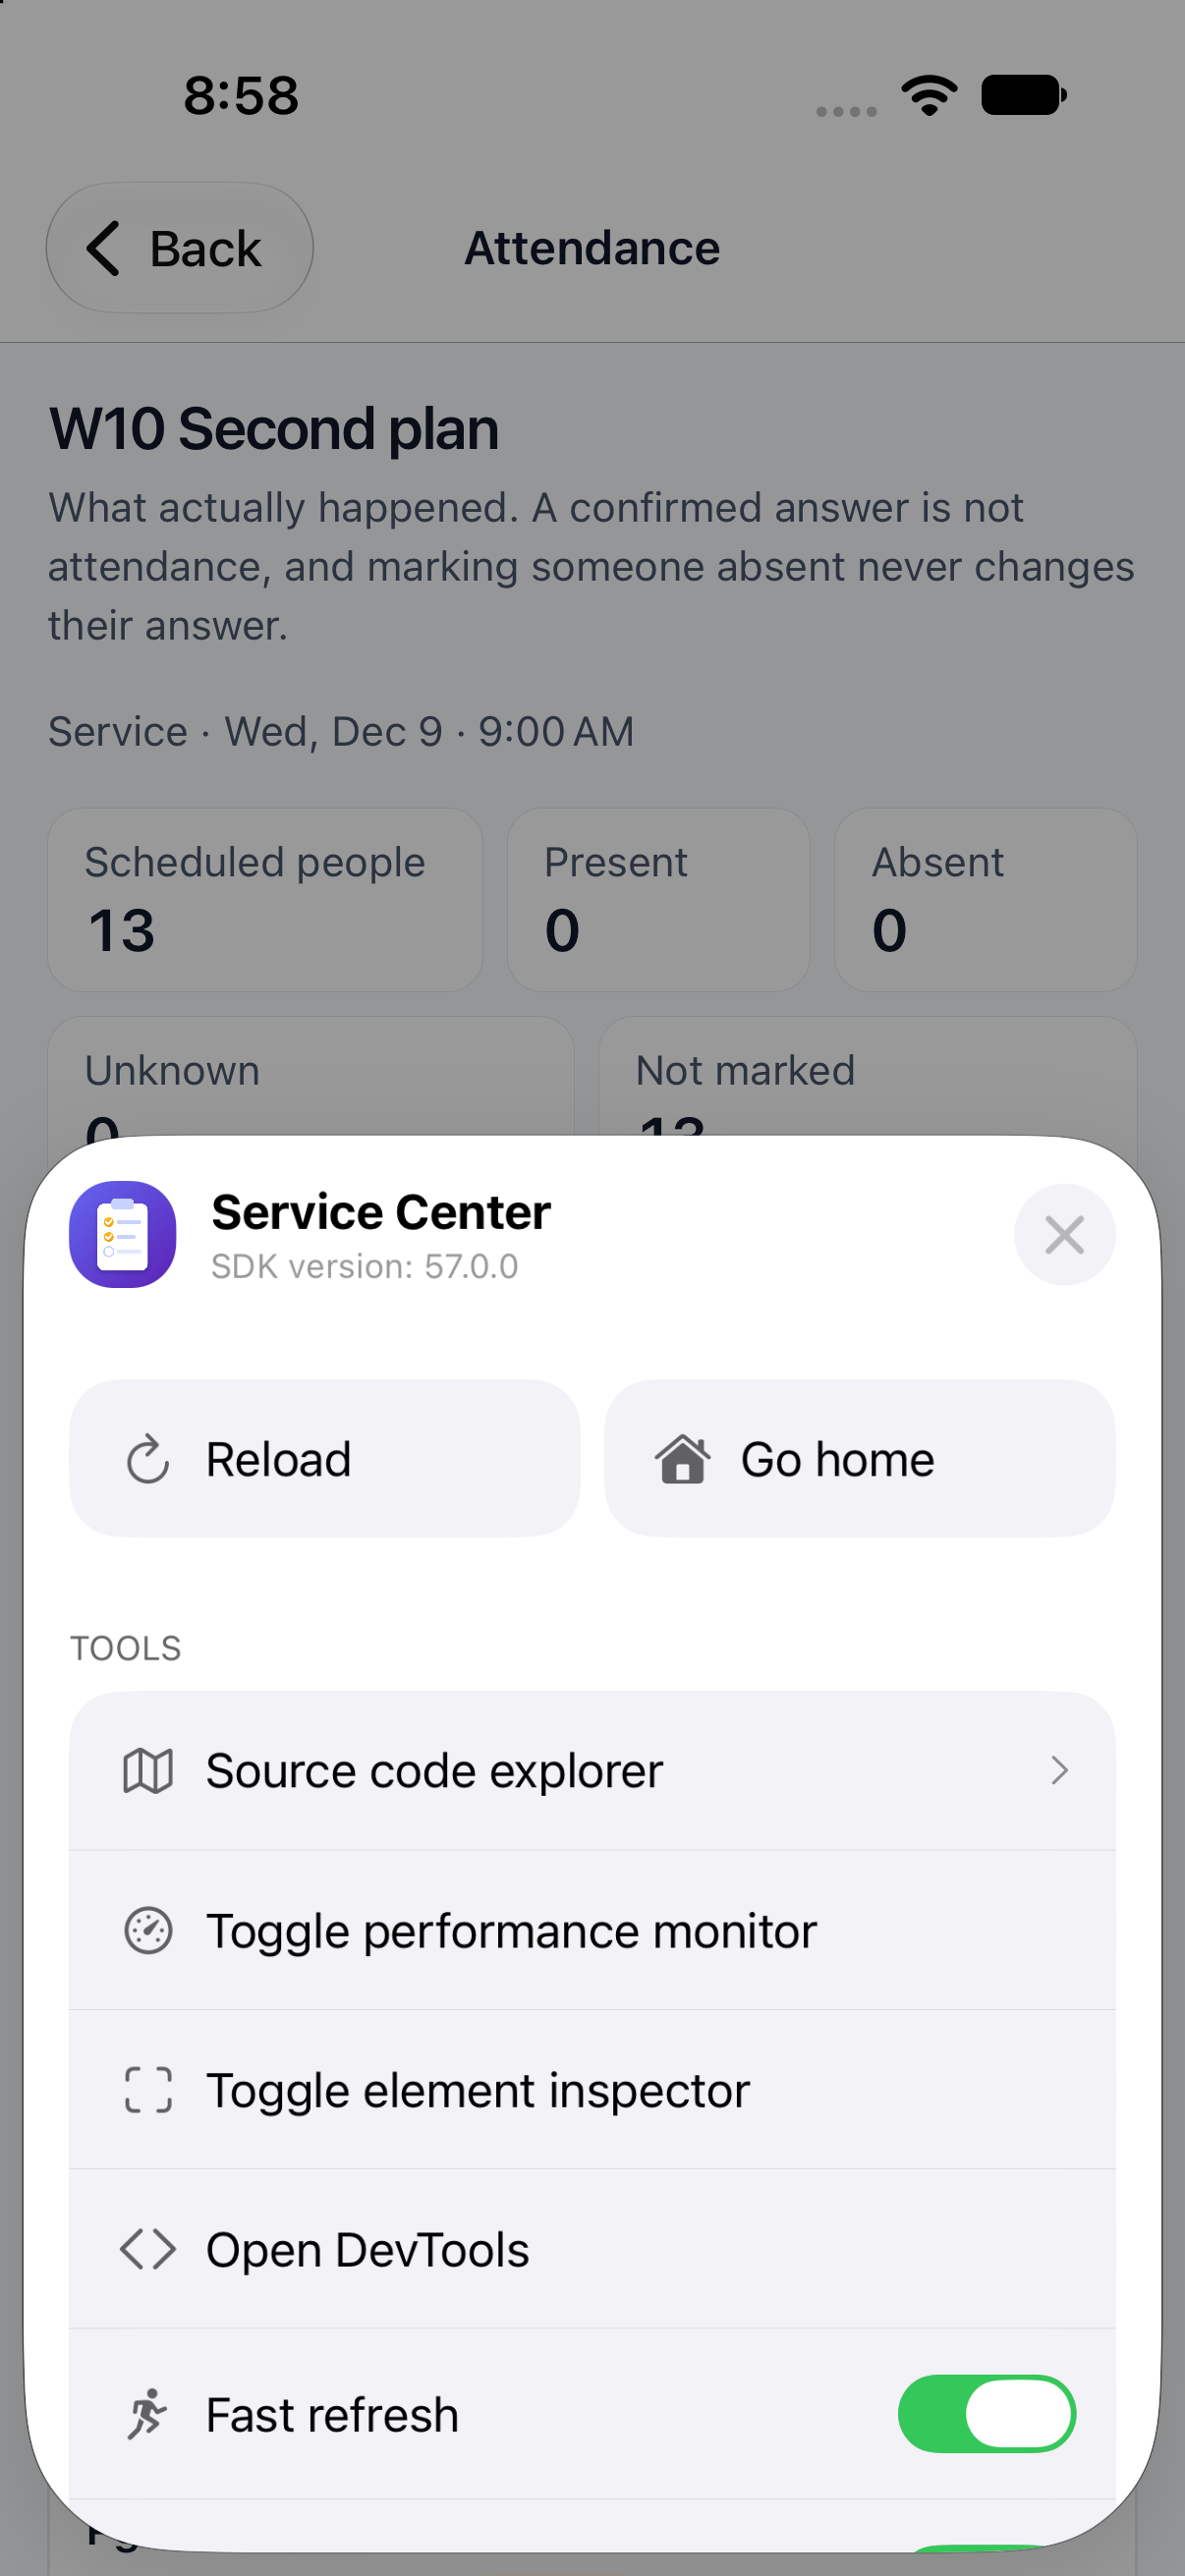 8:58
Back
Attendance
W10 Second plan
What actually happened. A confirmed answer is not
attendance, and marking someone absent never changes
their answer.
Service · Wed, Dec 9 · 9:00 AM
Scheduled people
13
Present
0
Absent
0
Unknown
0
Not marked
13
Service Center
SDK version: 57.0.0
Reload
Go home
TOOLS
Source code explorer
Toggle performance monitor
Toggle element inspector
Open DevTools
Fast refresh